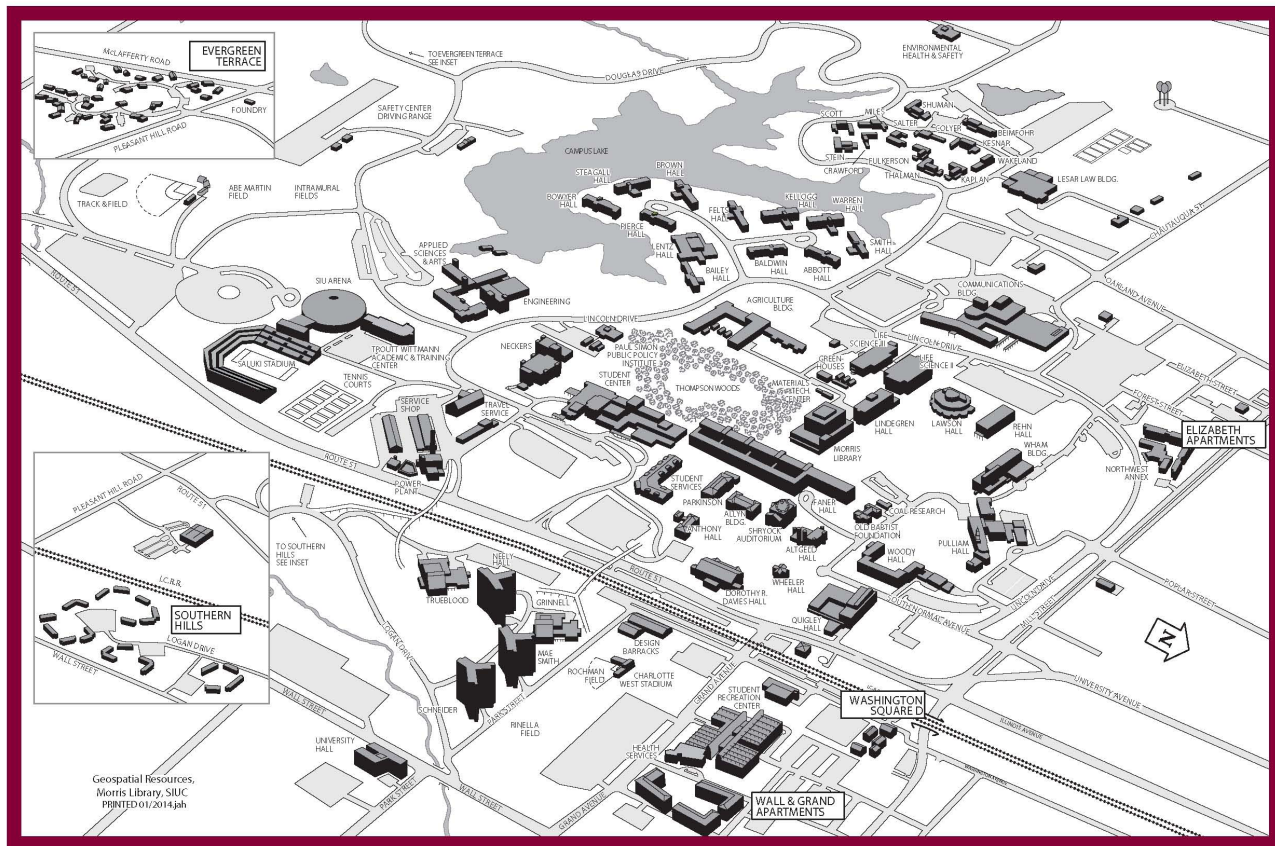 EVERGREEN
TERRACE
McLAFFERTY ROAD
FOUNDRY
PLEASANT HILL ROAD
TO EVERGREEN TERRACE
SEE INSET
DOUGLAS DRIVE
ENVIRONMENTAL
HEALTH & SAFETY
SAFETY CENTER
DRIVING RANGE
CAMPUS LAKE
SCOTT
MILES
SHUMAN
SALTER
COLYER
BEIMFOHR
KESNAR
STEIN
FULKERSON
WAKELAND
CRAWFORD
THALMAN
KAPLAN
LESAR LAW BLDG.
CHAUTAUQUA ST.
TRACK & FIELD
ABE MARTIN
FIELD
INTRAMURAL
FIELDS
STEAGALL
HALL
BROWN
HALL
BOWYER
HALL
PIERCE
HALL
FELTS
HALL
KELLOGG
HALL
WARREN
HALL
LENTZ
HALL
BAILEY
HALL
BALDWIN
HALL
ABBOTT
HALL
SMITH
HALL
APPLIED
SCIENCES
& ARTS
ENGINEERING
ROUTE 51
SIU ARENA
SALUKI STADIUM
TROUTT WITTMANN
ACADEMIC & TRAINING
CENTER
TENNIS
COURTS
LINCOLN DRIVE
NECKERS
PAUL SIMON
PUBLIC POLICY
INSTITUTE
STUDENT
CENTER
THOMPSON WOODS
AGRICULTURE
BLDG.
COMMUNICATIONS
BLDG.
OAKLAND AVENUE
LIFE
SCIENCE III
LINCOLN DRIVE
LIFE
SCIENCE II
GREEN-
HOUSES
MATERIALS
TECH.
CENTER
ELIZABETH STREET
FOREST STREET
ELIZABETH
APARTMENTS
LINDEGREN
HALL
LAWSON
HALL
REHN
HALL
WHAM
BLDG.
NORTHWEST
ANNEX
MORRIS
LIBRARY
SERVICE
SHOP
TRAVEL
SERVICE
POWER
PLANT
ROUTE 51
STUDENT
SERVICES
PARKINSON
ALLYN
BLDG.
SHRYOCK
AUDITORIUM
FANER
HALL
ANTHONY
HALL
ALTGELD
HALL
COAL RESEARCH
OLD BAPTIST
FOUNDATION
WOODY
HALL
PULLIAM
HALL
LINCOLN DRIVE
MILL STREET
POPLAR STREET
SOUTH NORMAL AVENUE
UNIVERSITY AVENUE
ILLINOIS AVENUE
WASHINGTON AVENUE
N
PLEASANT HILL ROAD
ROUTE 51
I.C.R.R.
SOUTHERN
HILLS
LOGAN DRIVE
WALL STREET
TO SOUTHERN
HILLS
SEE INSET
NEELY
HALL
TRUEBLOOD
GRINNELL
MAE
SMITH
LOGAN DRIVE
SCHNEIDER
PARK STREET
RINELLA
FIELD
ROUTE 51
DOROTHY R.
DAVIES HALL
WHEELER
HALL
QUIGLEY
HALL
DESIGN
BARRACKS
ROCHMAN
FIELD
CHARLOTTE
WEST STADIUM
GRAND AVENUE
STUDENT
RECREATION
CENTER
WASHINGTON
SQUARE D
HEALTH
SERVICES
WALL & GRAND
APARTMENTS
WALL STREET
UNIVERSITY
HALL
PARK STREET
WALL STREET
GRAND AVENUE
Geospatial Resources,
Morris Library, SIUC
PRINTED 01/2014.jah